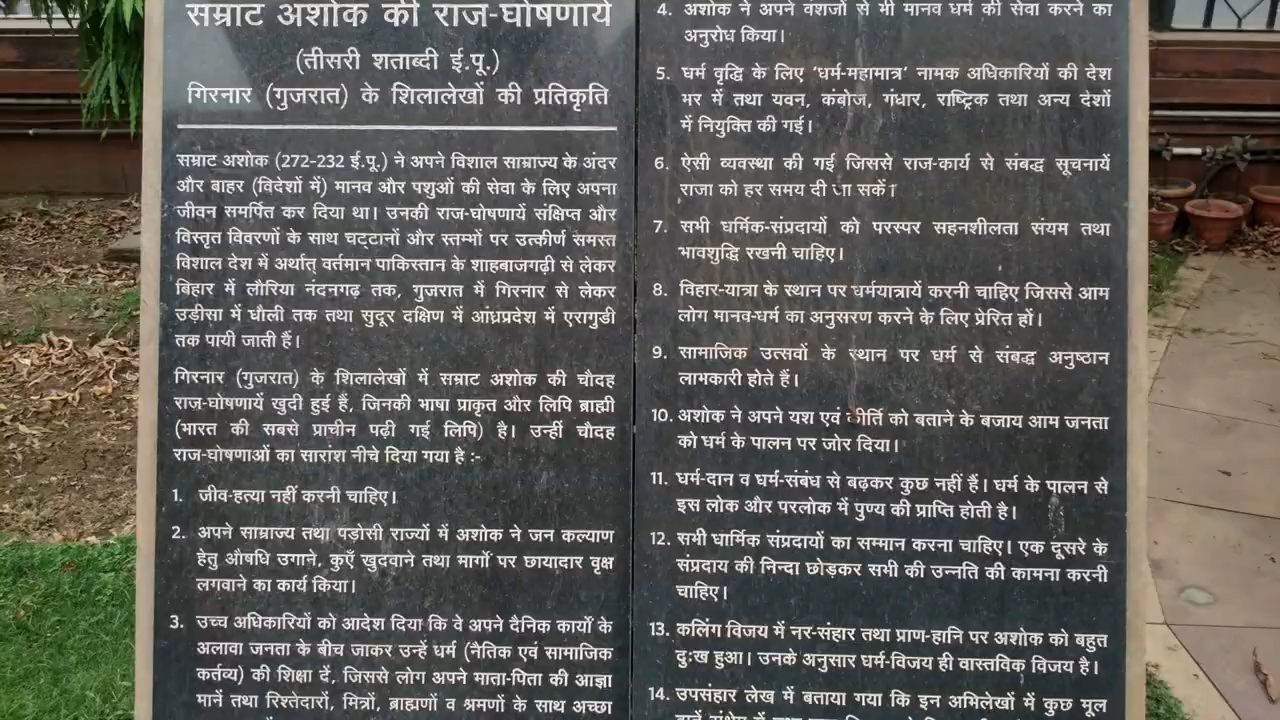 सम्राट अशोक की राज-घोषणायें
(तीसरी शताब्दी ई.पू.)
गिरनार (गुजरात) के शिलालेखों की प्रतिकृति
सम्राट अशोक (272-232 ई.पू.) ने अपने विशाल साम्राज्य के अंदर
और बाहर (विदेशों में) मानव और पशुओं की सेवा के लिए अपना
जीवन समर्पित कर दिया था। उनकी राज-घोषणायें संक्षिप्त और
विस्तृत विवरणों के साथ चट्टानों और स्तम्भों पर उत्कीर्ण समस्त
विशाल देश में अर्थात् वर्तमान पाकिस्तान के शाहबाजगढ़ी से लेकर
बिहार में लौरिया नंदनगढ़ तक, गुजरात में गिरनार से लेकर
उड़ीसा में धौली तक तथा सुदूर दक्षिण में आंध्रप्रदेश में एरागुडी
तक पायी जाती हैं।
गिरनार (गुजरात) के शिलालेखों में सम्राट अशोक की चौदह
राज-घोषणायें खुदी हुई हैं, जिनकी भाषा प्राकृत और लिपि ब्राह्मी
(भारत की सबसे प्राचीन पढ़ी गई लिपि) है। उन्हीं चौदह
राज-घोषणाओं का सारांश नीचे दिया गया है :-
1. जीव-हत्या नहीं करनी चाहिए।
2. अपने साम्राज्य तथा पड़ोसी राज्यों में अशोक ने जन कल्याण
हेतु औषधि उगाने, कुएँ खुदवाने तथा मार्गों पर छायादार वृक्ष
लगवाने का कार्य किया।
3. उच्च अधिकारियों को आदेश दिया कि वे अपने दैनिक कार्यों के
अलावा जनता के बीच जाकर उन्हें धर्म (नैतिक एवं सामाजिक
कर्तव्य) की शिक्षा दें, जिससे लोग अपने माता-पिता की आज्ञा
मानें तथा रिश्तेदारों, मित्रों, ब्राह्मणों व श्रमणों के साथ अच्छा
4. अशोक ने अपने वंशजों से भी मानव धर्म की सेवा करने का
अनुरोध किया।
5. धर्म वृद्धि के लिए 'धर्म-महामात्र' नामक अधिकारियों की देश
भर में तथा यवन, कंबोज, गंधार, राष्ट्रिक तथा अन्य देशों
में नियुक्ति की गई।
6. ऐसी व्यवस्था की गई जिससे राज-कार्य से संबद्ध सूचनायें
राजा को हर समय दी जा सकें।
7. सभी धर्मिक-संप्रदायों को परस्पर सहनशीलता संयम तथा
भावशुद्धि रखनी चाहिए।
8. विहार-यात्रा के स्थान पर धर्मयात्रायें करनी चाहिए जिससे आम
लोग मानव-धर्म का अनुसरण करने के लिए प्रेरित हों।
9. सामाजिक उत्सवों के स्थान पर धर्म से संबद्ध अनुष्ठान
लाभकारी होते हैं।
10. अशोक ने अपने यश एवं कीर्ति को बताने के बजाय आम जनता
को धर्म के पालन पर जोर दिया।
11. धर्म-दान व धर्म-संबंध से बढ़कर कुछ नहीं हैं। धर्म के पालन से
इस लोक और परलोक में पुण्य की प्राप्ति होती है।
12. सभी धार्मिक संप्रदायों का सम्मान करना चाहिए। एक दूसरे के
संप्रदाय की निन्दा छोड़कर सभी की उन्नति की कामना करनी
चाहिए।
13. कलिंग विजय में नर-संहार तथा प्राण-हानि पर अशोक को बहुत
दुःख हुआ। उनके अनुसार धर्म-विजय ही वास्तविक विजय है।
14. उपसंहार लेख में बताया गया कि इन अभिलेखों में कुछ मूल